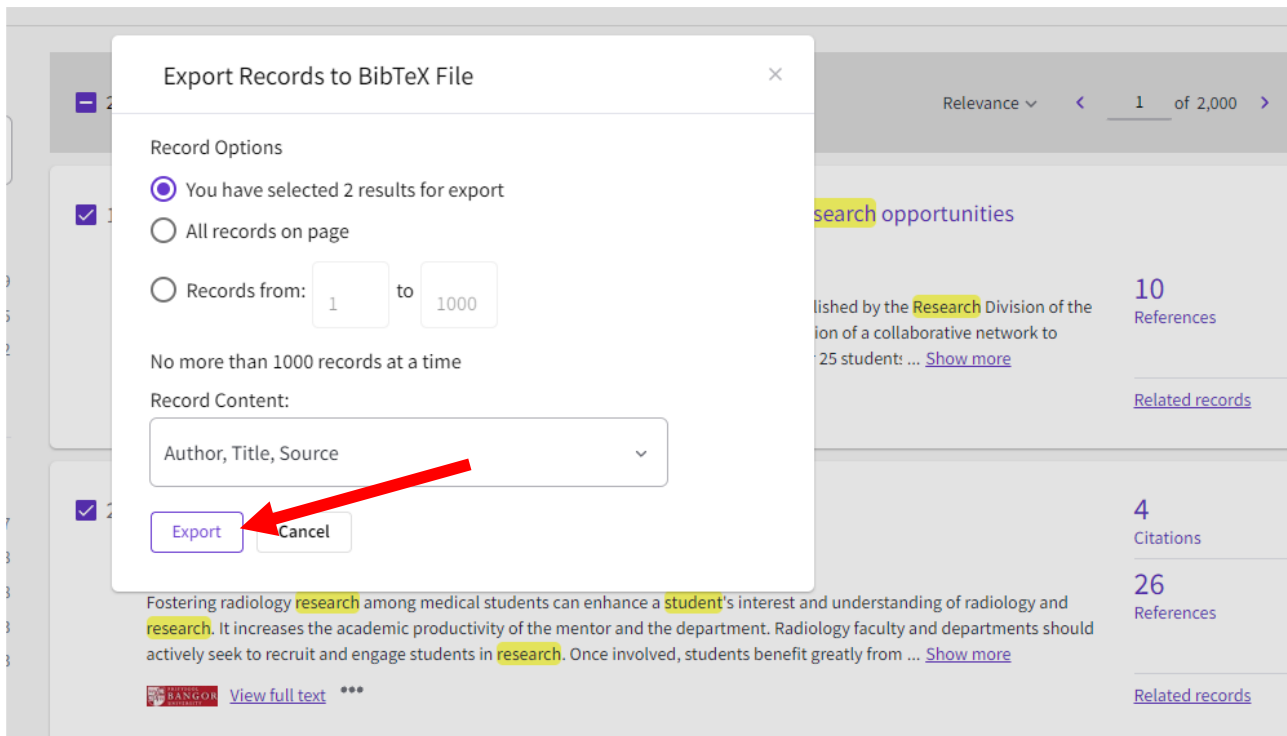 Export Records to BibTeX File
×
2
Relevance
1 of 2,000
Record Options
You have selected 2 results for export
All records on page
Records from: 1 to 1000
No more than 1000 records at a time
Record Content:
Author, Title, Source
Export
Cancel
1
search opportunities
lished by the Research Division of the
ion of a collaborative network to
25 students ... Show more
10
References
Related records
2
4
Citations
26
References
Fostering radiology research among medical students can enhance a student's interest and understanding of radiology and
research. It increases the academic productivity of the mentor and the department. Radiology faculty and departments should
actively seek to recruit and engage students in research. Once involved, students benefit greatly from ... Show more
BANGOR
UNIVERSITY
View full text •••
Related records